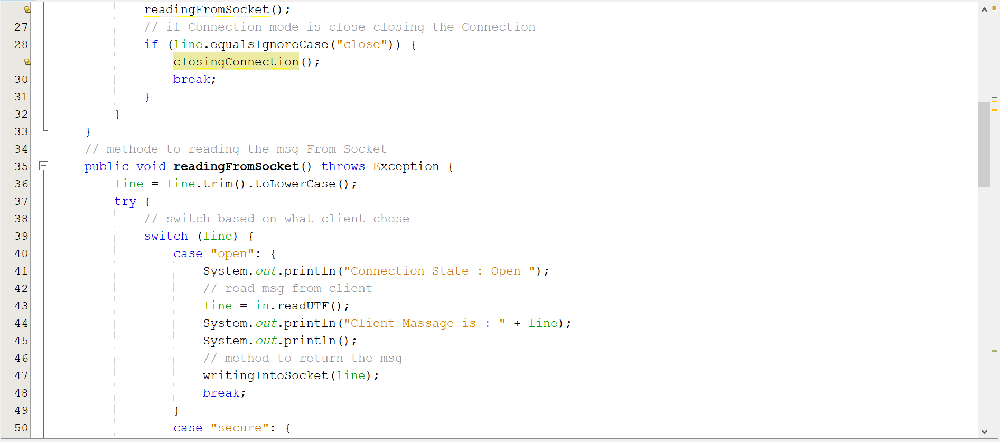 readingFromSocket();
27 // if Connection mode is close closing the Connection
28 if (line.equalsIgnoreCase("close")) {
closingConnection();
30 break;
31 }
32 }
33 }
34 // methode to reading the msg From Socket
35 public void readingFromSocket() throws Exception {
36 line = line.trim().toLowerCase();
37 try {
38 // switch based on what client chose
39 switch (line) {
40 case "open": {
41 System.out.println("Connection State : Open ");
42 // read msg from client
43 line = in.readUTF();
44 System.out.println("Client Massage is : " + line);
45 System.out.println();
46 // method to return the msg
47 writingIntoSocket(line);
48 break;
49 }
50 case "secure": {